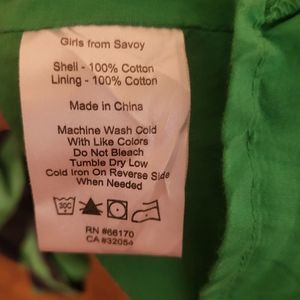 Girls from Savoy
Shell - 100% Cotton
Lining - 100% Cotton
Made in China
Machine Wash Cold
With Like Colors
Do Not Bleach
Tumble Dry Low
Cold Iron On Reverse Side
When Needed
30C
RN #66170
CA #32054